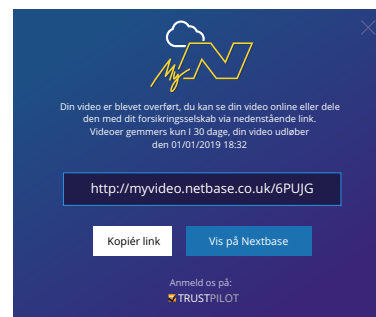 My N
Din video er blevet overført, du kan se din video online eller dele
den med dit forsikringsselskab via nedenstående link.
Videoer gemmers kun I 30 dage, din video udløber
den 01/01/2019 18:32
http://myvideo.netbase.co.uk/6PUJG
Kopiér link
Vis på Nextbase
Anmeld os på:
TRUSTPILOT